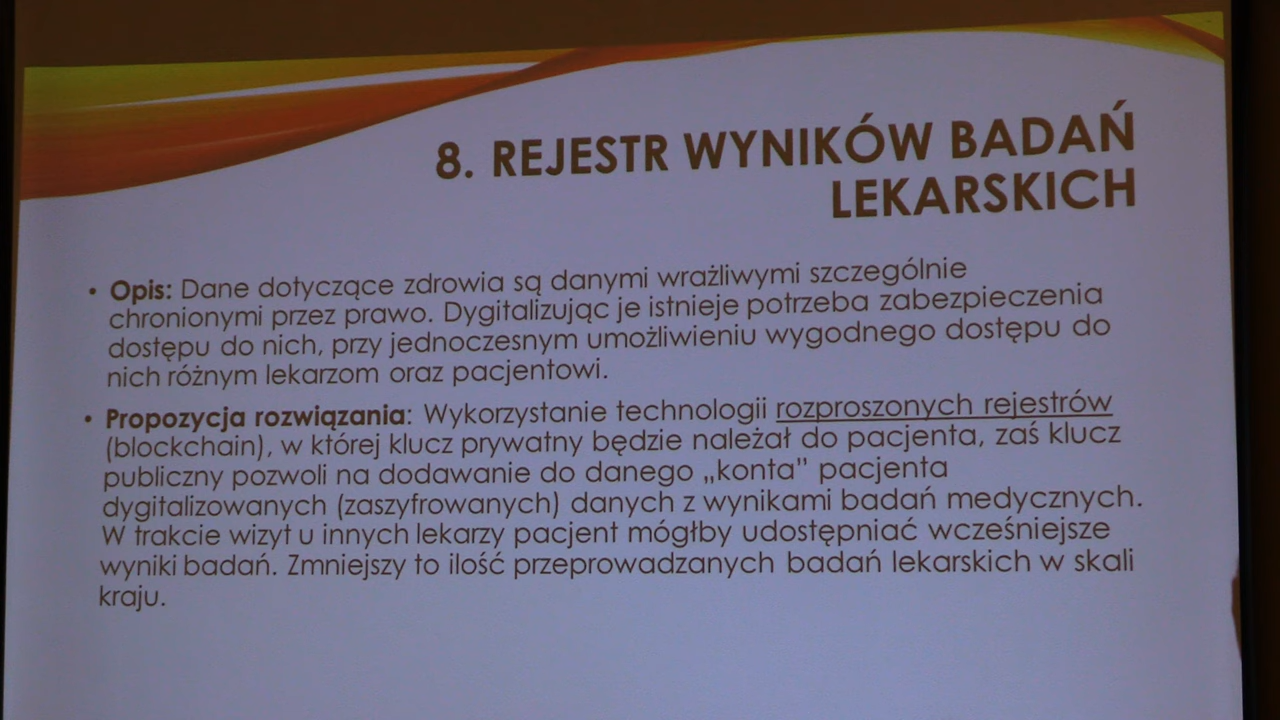 8. REJESTR WYNIKÓW BADAŃ
LEKARSKICH
• Opis: Dane dotyczące zdrowia są danymi wrażliwymi szczególnie
chronionymi przez prawo. Dygitalizując je istnieje potrzeba zabezpieczenia
dostępu do nich, przy jednoczesnym umożliwieniu wygodnego dostępu do
nich różnym lekarzom oraz pacjentowi.
• Propozycja rozwiązania: Wykorzystanie technologii rozproszonych rejestrów
(blockchain), w której klucz prywatny będzie należał do pacjenta, zaś klucz
publiczny pozwoli na dodawanie do danego „konta" pacjenta
dygitalizowanych (zaszyfrowanych) danych z wynikami badań medycznych.
W trakcie wizyt u innych lekarzy pacjent mógłby udostępniać wcześniejsze
wyniki badań. Zmniejszy to ilość przeprowadzanych badań lekarskich w skali
kraju.